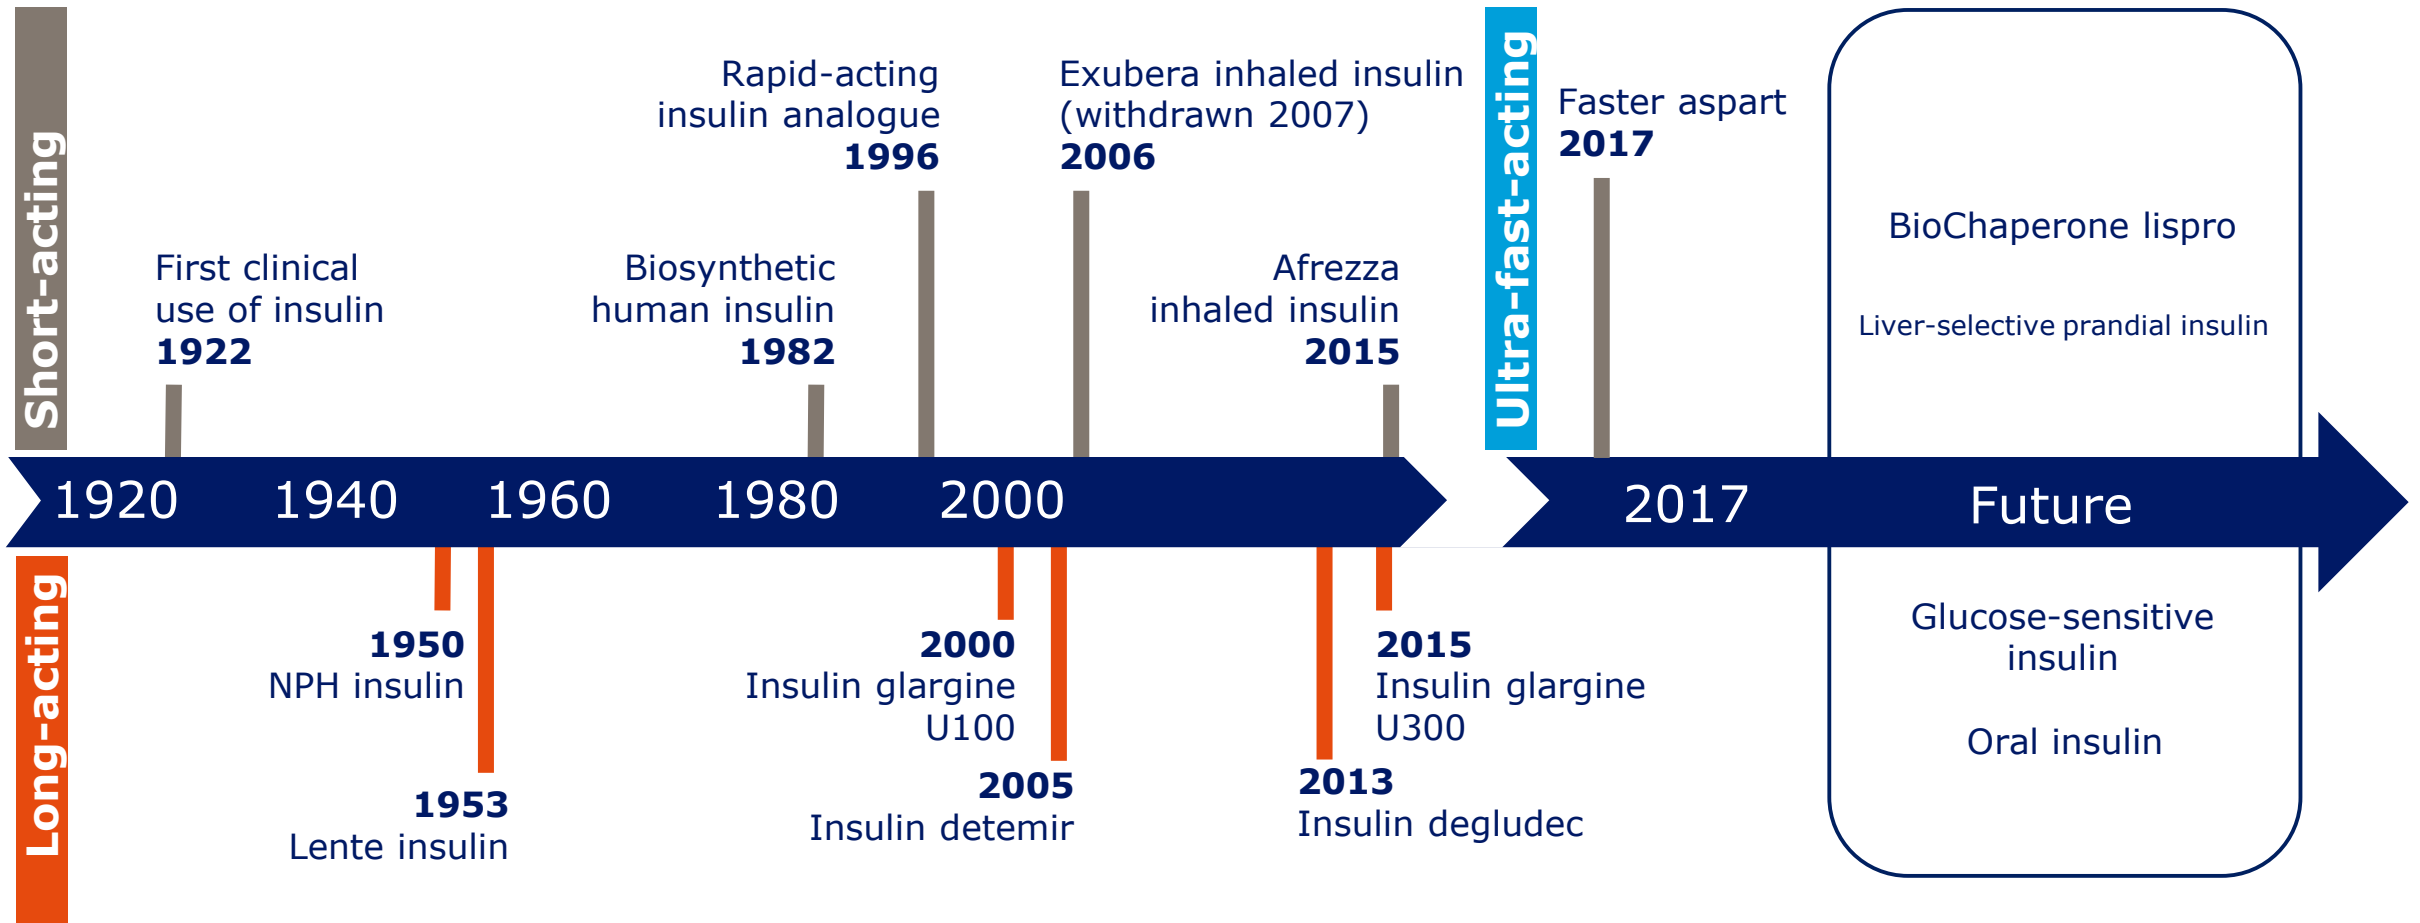 Short-acting
First clinical
use of insulin
1922
Biosynthetic
human insulin
1982
Rapid-acting
insulin analogue
1996
Exubera inhaled insulin
(withdrawn 2007)
2006
Afrezza
inhaled insulin
2015
Ultra-fast-acting
Faster aspart
2017
BioChaperone lispro
Liver-selective prandial insulin
1920 1940 1960 1980 2000 2017 Future
Long-acting
1950
NPH insulin
1953
Lente insulin
2000
Insulin glargine
U100
2005
Insulin detemir
2013
Insulin degludec
2015
Insulin glargine
U300
Glucose-sensitive
insulin
Oral insulin